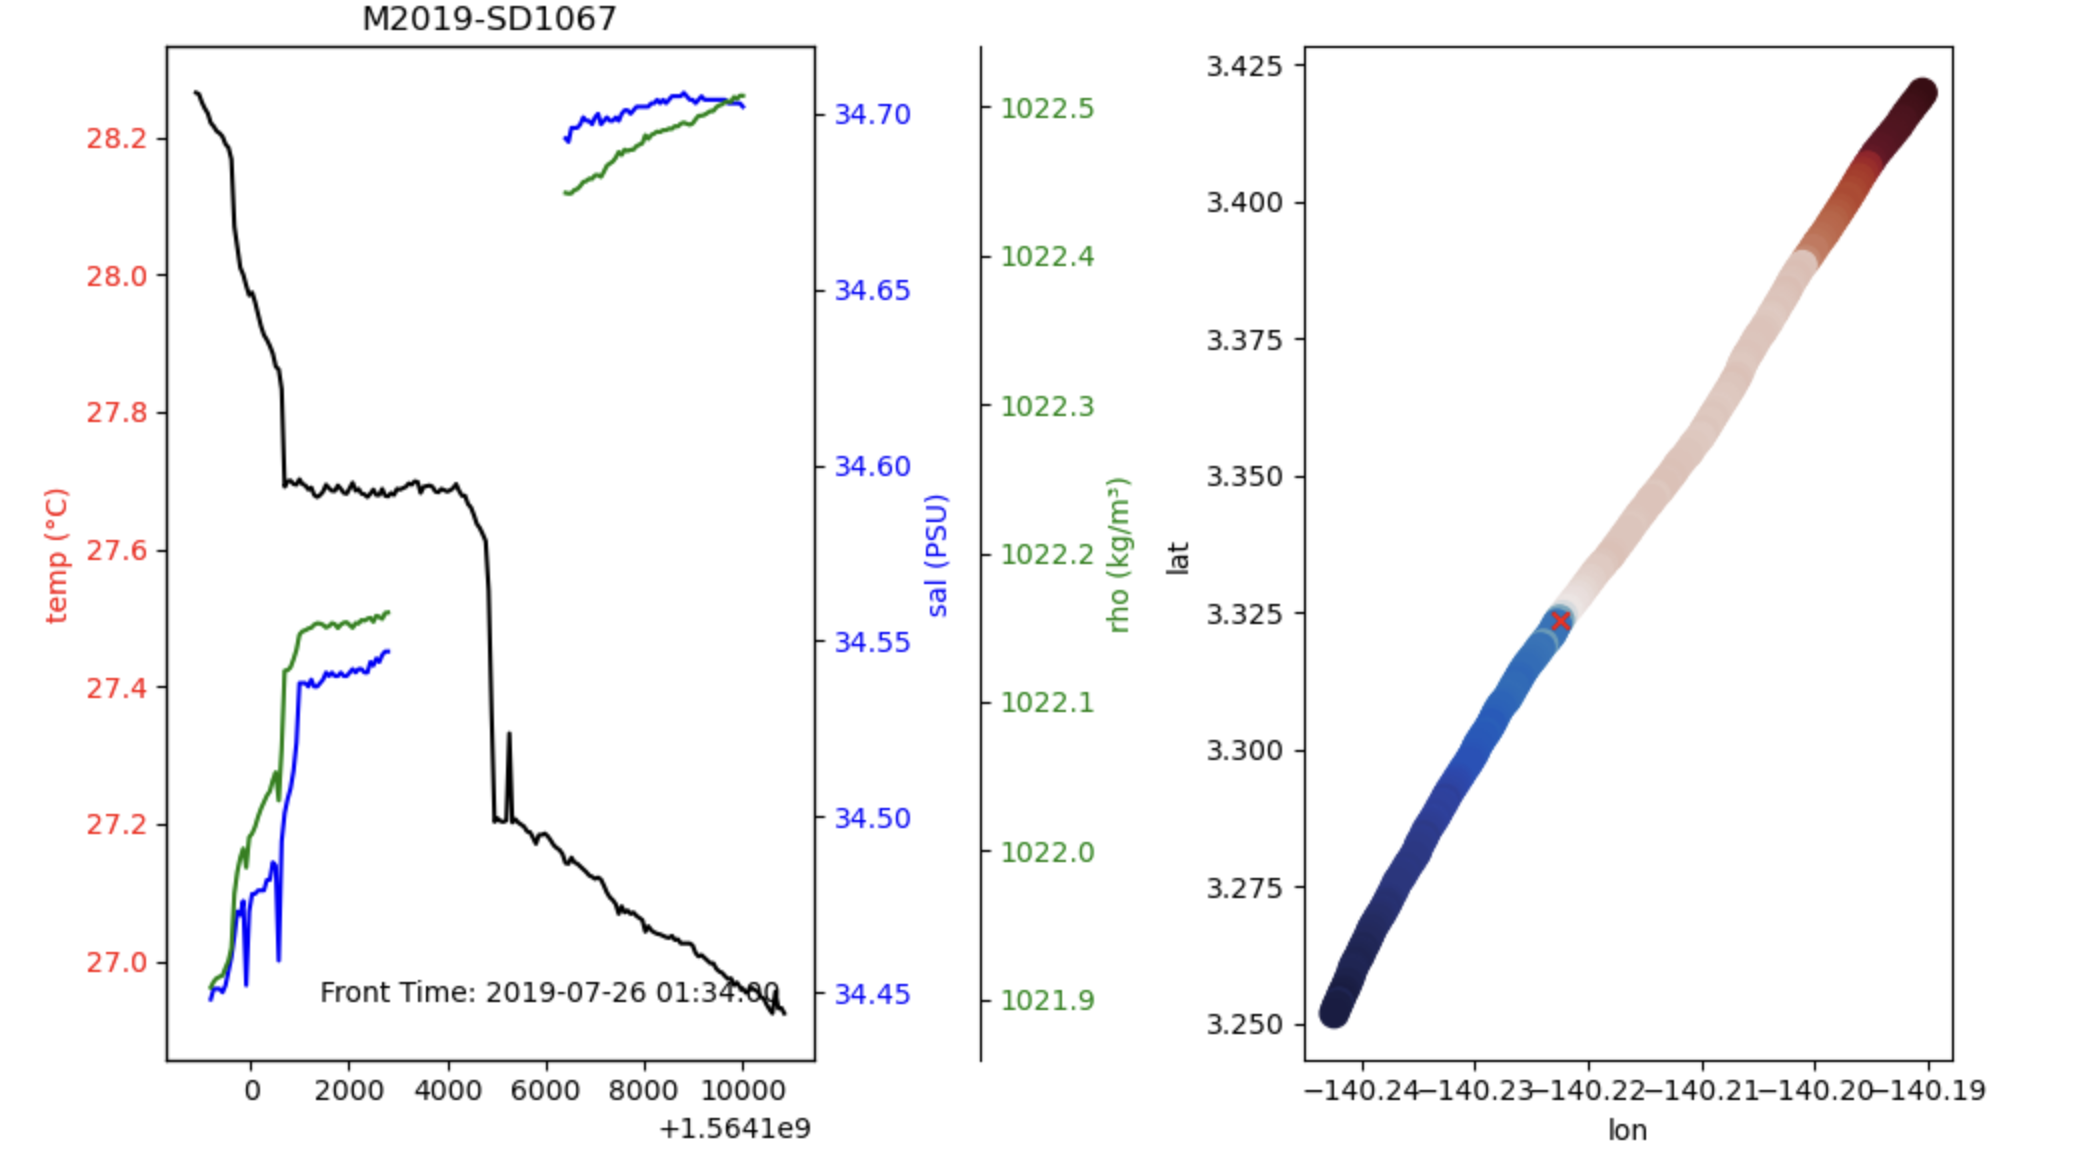 M2019-SD1067
temp (°C)
28.2
28.0
27.8
27.6
27.4
27.2
27.0
Front Time: 2019-07-26 01:34:00
0 2000 4000 6000 8000 10000
+1.5641e9
34.70
34.65
34.60
34.55
34.50
34.45
sal (PSU)
1022.5
1022.4
1022.3
1022.2
1022.1
1022.0
1021.9
rho (kg/m³)
lat
3.425
3.400
3.375
3.350
3.325
3.300
3.275
3.250
−140.24 −140.23 −140.22 −140.21 −140.20 −140.19
lon